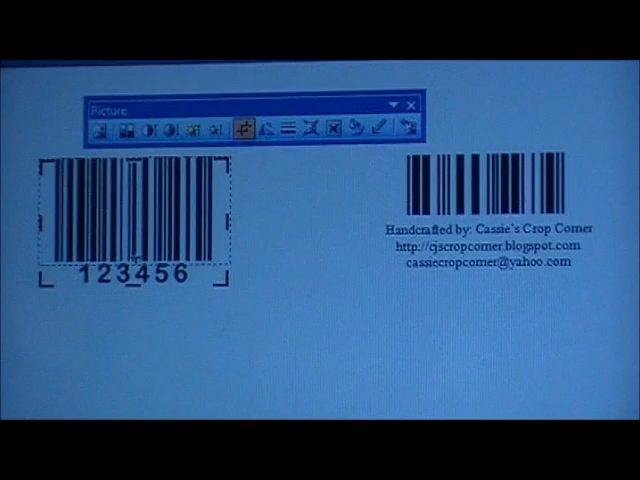 Picture
123456
Handcrafted by: Cassie's Crop Corner
http://cjscropcorner.blogspot.com
cassiecropcorner@yahoo.com